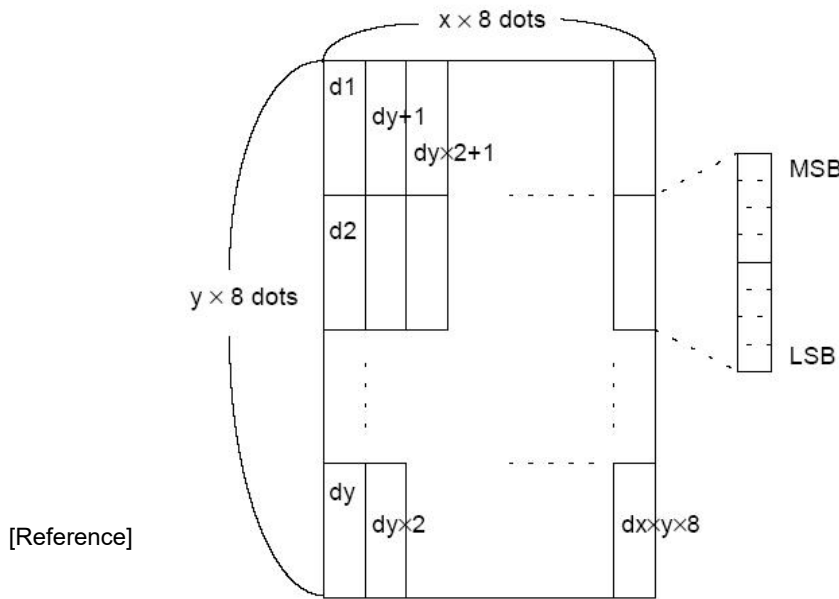 x × 8 dots
d1
dy+1
dy×2+1
MSB
d2
y × 8 dots
LSB
dy
dy×2
dx×y×8
[Reference]